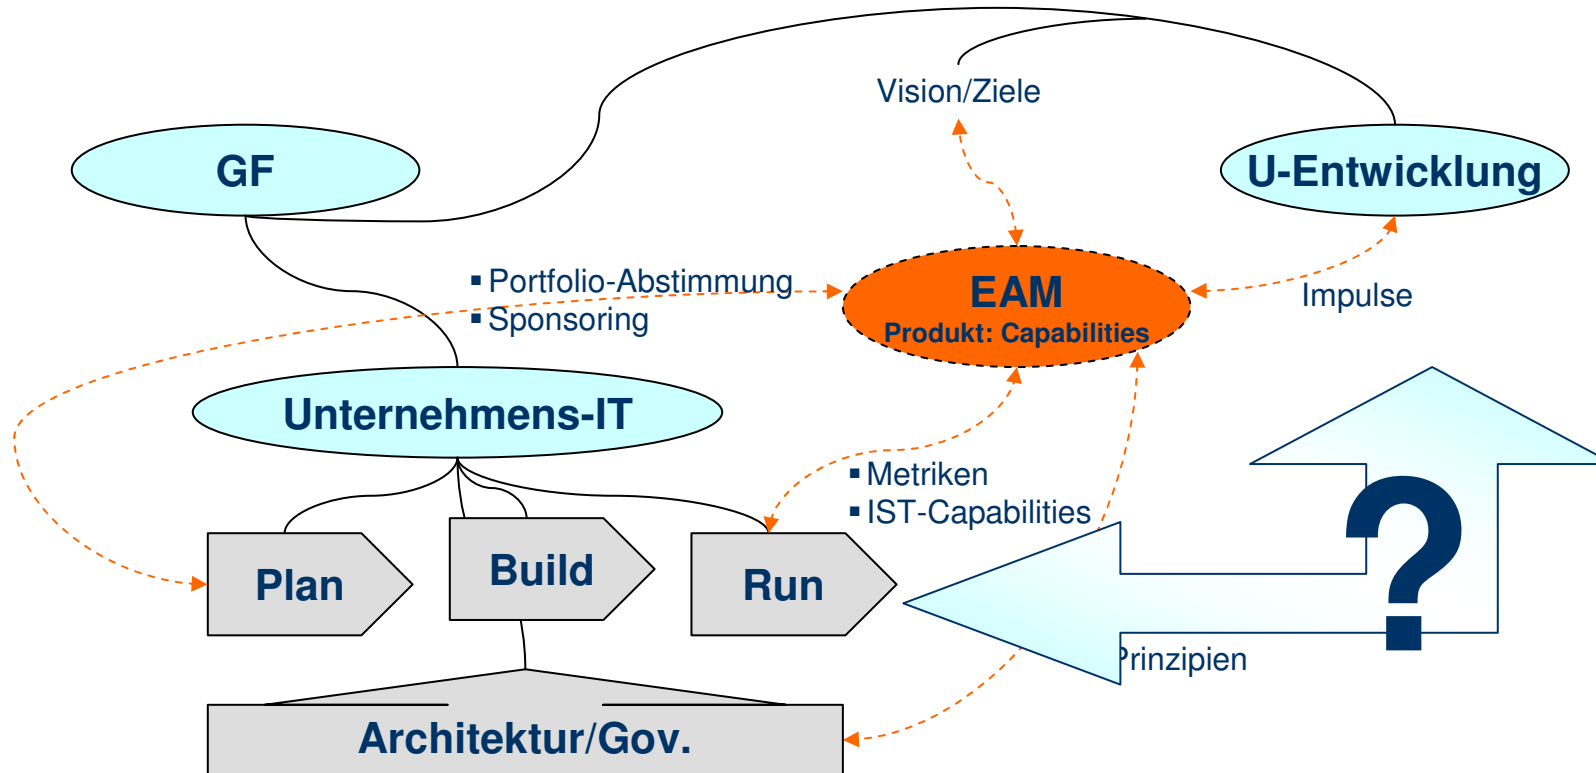 Vision/Ziele
GF
U-Entwicklung
▪ Portfolio-Abstimmung
▪ Sponsoring
EAM
Produkt: Capabilities
Impulse
Unternehmens-IT
▪ Metriken
▪ IST-Capabilities
?
Plan
Build
Run
Prinzipien
Architektur/Gov.